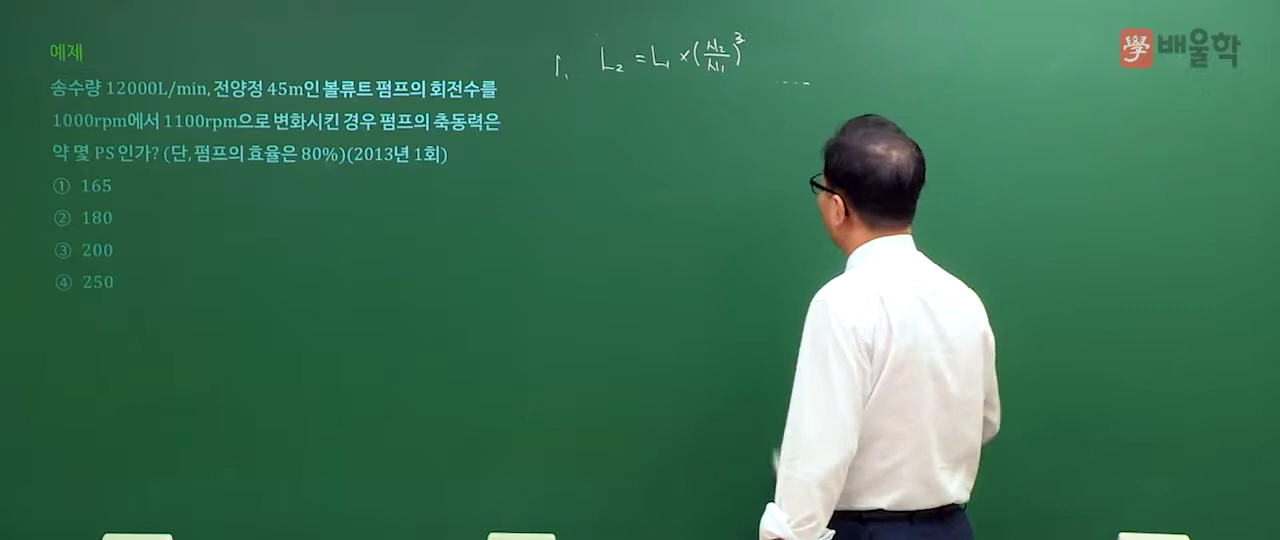 예제
송수량 12000L/min, 전양정 45m인 볼류트 펌프의 회전수를
1000rpm에서 1100rpm으로 변화시킨 경우 펌프의 축동력은
약 몇 PS인가? (단, 펌프의 효율은 80%)(2013년 1회)
① 165
② 180
③ 200
④ 250
1. L₂ = L₁ × (N₂/N₁)³
學 배울학